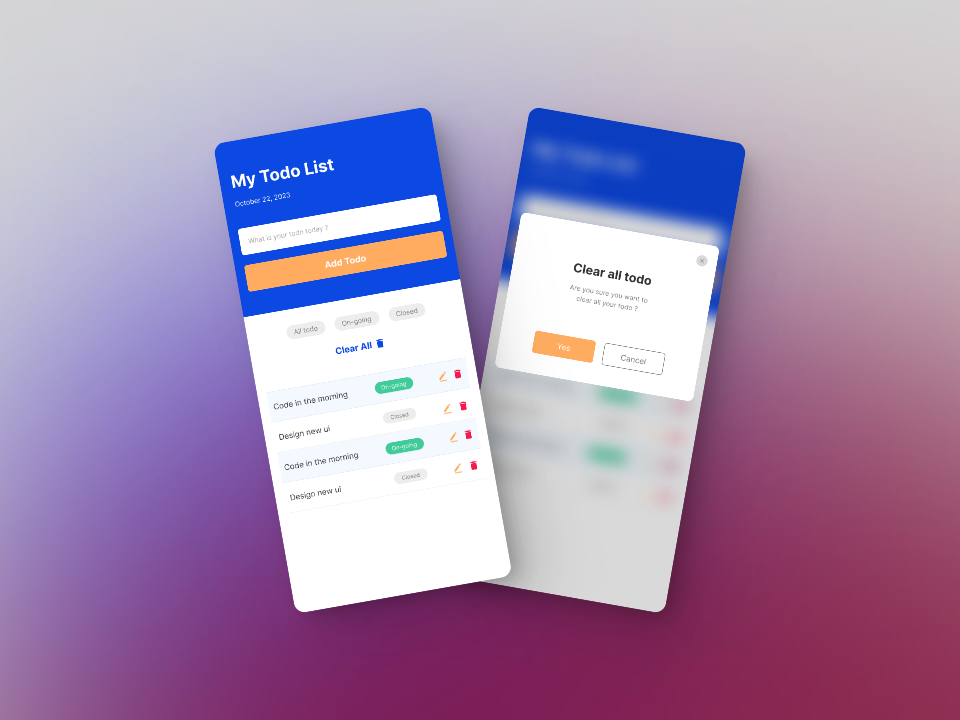 My Todo List
October 22, 2023
What is your todo today ?
Add Todo
All todo
On-going
Closed
Clear All
Code in the morning
On-going
Design new ui
Closed
Code in the morning
On-going
Design new ui
Closed
Clear all todo
Are you sure you want to
clear all your todo ?
Yes
Cancel